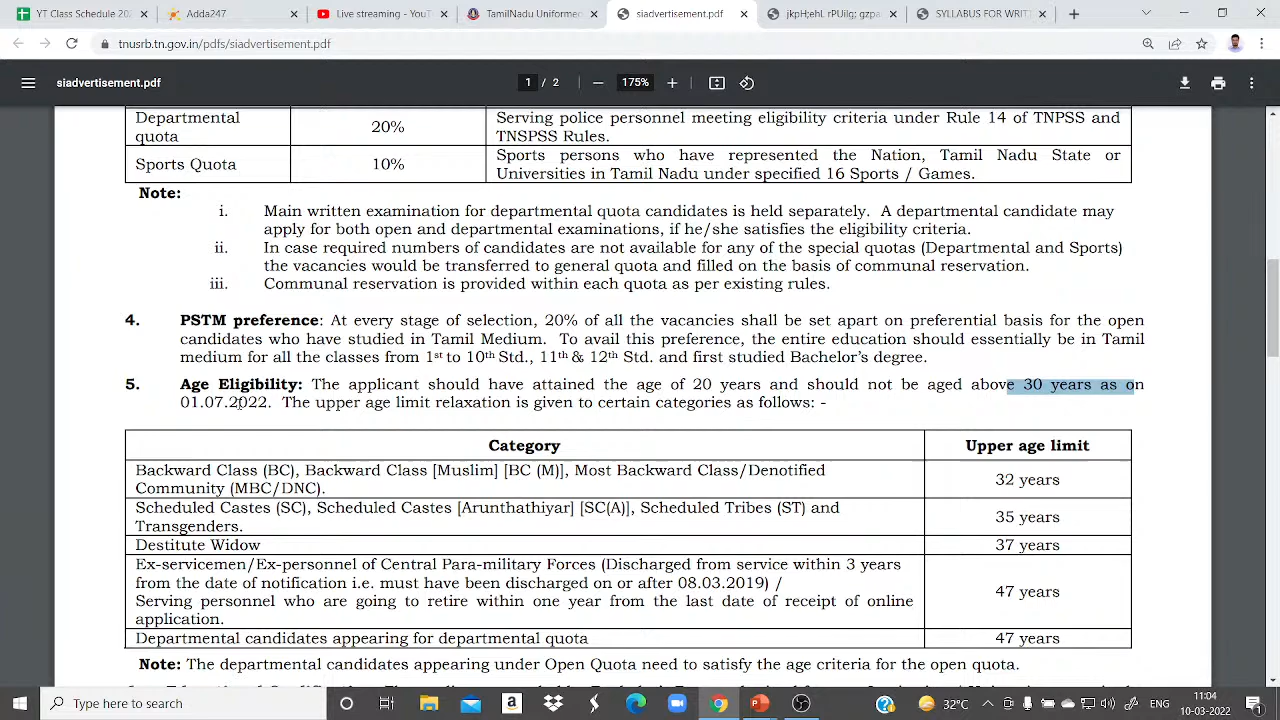 YT Class Schedule 202
Adda247
Live streaming - YouT
TamilNadu Uniformed
siadvertisement.pdf
jkpH;ehL rPUilg; gzpa
SYLLABUS FOR WRITT
tnusrb.tn.gov.in/pdfs/siadvertisement.pdf
siadvertisement.pdf
1 / 2
175%
Departmental quota
20%
Serving police personnel meeting eligibility criteria under Rule 14 of TNPSS and
TNSPSS Rules.
Sports Quota
10%
Sports persons who have represented the Nation, Tamil Nadu State or
Universities in Tamil Nadu under specified 16 Sports / Games.
Note:
i. Main written examination for departmental quota candidates is held separately. A departmental candidate may
apply for both open and departmental examinations, if he/she satisfies the eligibility criteria.
ii. In case required numbers of candidates are not available for any of the special quotas (Departmental and Sports)
the vacancies would be transferred to general quota and filled on the basis of communal reservation.
iii. Communal reservation is provided within each quota as per existing rules.
4. PSTM preference: At every stage of selection, 20% of all the vacancies shall be set apart on preferential basis for the open
candidates who have studied in Tamil Medium. To avail this preference, the entire education should essentially be in Tamil
medium for all the classes from 1st to 10th Std., 11th & 12th Std. and first studied Bachelor's degree.
5. Age Eligibility: The applicant should have attained the age of 20 years and should not be aged above 30 years as on
01.07.2022. The upper age limit relaxation is given to certain categories as follows: -
Category
Upper age limit
Backward Class (BC), Backward Class [Muslim] [BC (M)], Most Backward Class/Denotified
Community (MBC/DNC).
32 years
Scheduled Castes (SC), Scheduled Castes [Arunthathiyar] [SC(A)], Scheduled Tribes (ST) and
Transgenders.
35 years
Destitute Widow
37 years
Ex-servicemen/Ex-personnel of Central Para-military Forces (Discharged from service within 3 years
from the date of notification i.e. must have been discharged on or after 08.03.2019) /
Serving personnel who are going to retire within one year from the last date of receipt of online
application.
47 years
Departmental candidates appearing for departmental quota
47 years
Note: The departmental candidates appearing under Open Quota need to satisfy the age criteria for the open quota.
Type here to search
32°C
ENG
11:04
10-03-2022